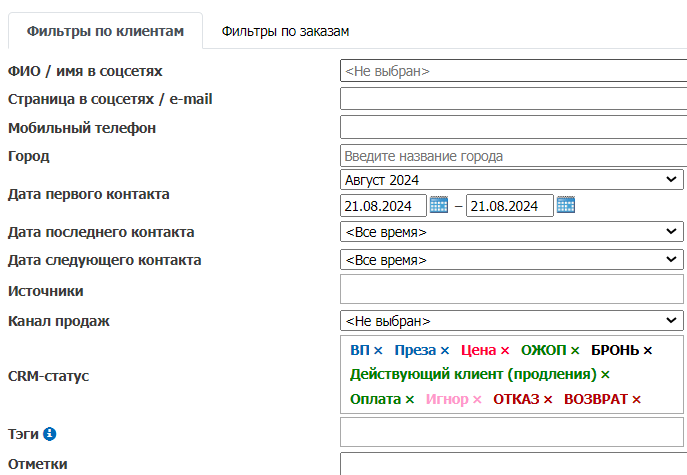 Фильтры по клиентам Фильтры по заказам
ФИО / имя в соцсетях <Не выбран>
Страница в соцсетях / e-mail
Мобильный телефон
Город Введите название города
Дата первого контакта Август 2024
21.08.2024 – 21.08.2024
Дата последнего контакта <Все время>
Дата следующего контакта <Все время>
Источники
Канал продаж <Не выбран>
CRM-статус ВП × Преза × Цена × ОЖОП × БРОНЬ ×
Действующий клиент (продления) ×
Оплата × Игнор × ОТКАЗ × ВОЗВРАТ ×
Тэги i
Отметки